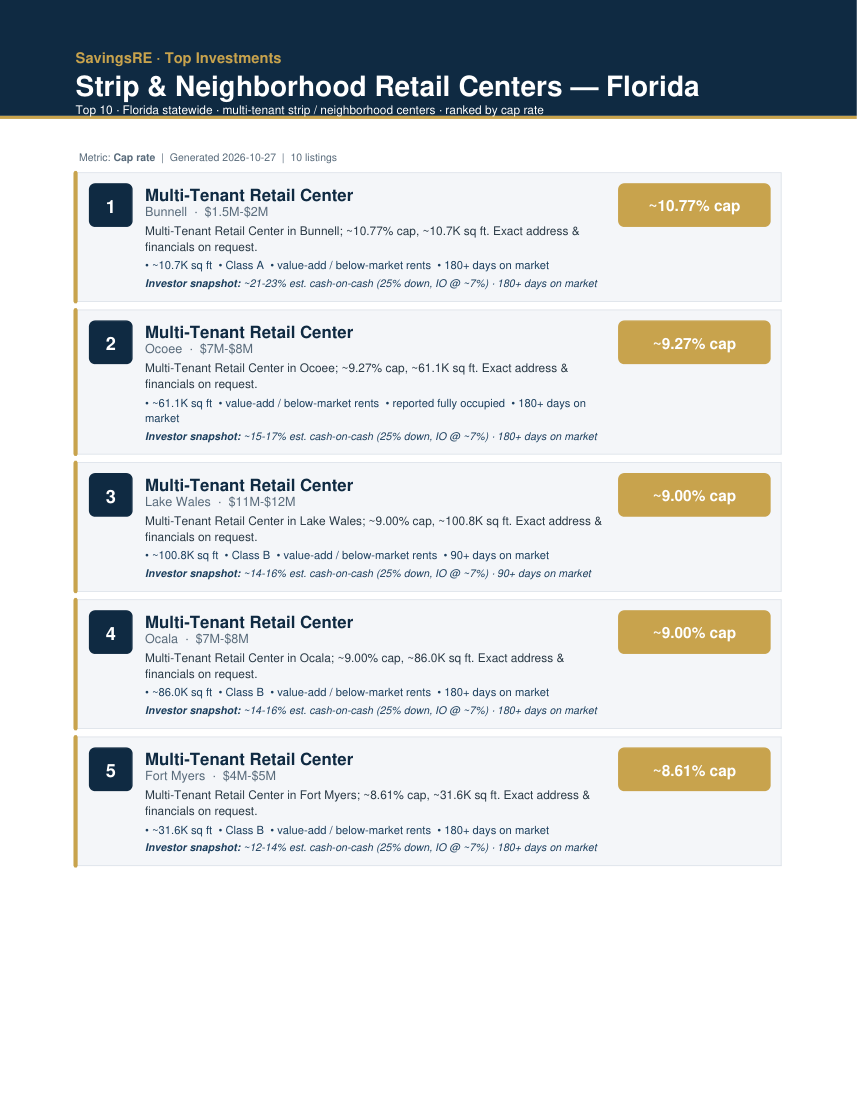 SavingsRE · Top Investments
Strip & Neighborhood Retail Centers — Florida
Top 10 · Florida statewide · multi-tenant strip / neighborhood centers · ranked by cap rate
Metric: Cap rate | Generated 2026-10-27 | 10 listings
1
Multi-Tenant Retail Center
~10.77% cap
Bunnell · $1.5M-$2M
Multi-Tenant Retail Center in Bunnell; ~10.77% cap, ~10.7K sq ft. Exact address &
financials on request.
• ~10.7K sq ft • Class A • value-add / below-market rents • 180+ days on market
Investor snapshot: ~21-23% est. cash-on-cash (25% down, IO @ ~7%) · 180+ days on market
2
Multi-Tenant Retail Center
~9.27% cap
Ocoee · $7M-$8M
Multi-Tenant Retail Center in Ocoee; ~9.27% cap, ~61.1K sq ft. Exact address &
financials on request.
• ~61.1K sq ft • value-add / below-market rents • reported fully occupied • 180+ days on
market
Investor snapshot: ~15-17% est. cash-on-cash (25% down, IO @ ~7%) · 180+ days on market
3
Multi-Tenant Retail Center
~9.00% cap
Lake Wales · $11M-$12M
Multi-Tenant Retail Center in Lake Wales; ~9.00% cap, ~100.8K sq ft. Exact address &
financials on request.
• ~100.8K sq ft • Class B • value-add / below-market rents • 90+ days on market
Investor snapshot: ~14-16% est. cash-on-cash (25% down, IO @ ~7%) · 90+ days on market
4
Multi-Tenant Retail Center
~9.00% cap
Ocala · $7M-$8M
Multi-Tenant Retail Center in Ocala; ~9.00% cap, ~86.0K sq ft. Exact address &
financials on request.
• ~86.0K sq ft • Class B • value-add / below-market rents • 180+ days on market
Investor snapshot: ~14-16% est. cash-on-cash (25% down, IO @ ~7%) · 180+ days on market
5
Multi-Tenant Retail Center
~8.61% cap
Fort Myers · $4M-$5M
Multi-Tenant Retail Center in Fort Myers; ~8.61% cap, ~31.6K sq ft. Exact address &
financials on request.
• ~31.6K sq ft • Class B • value-add / below-market rents • 180+ days on market
Investor snapshot: ~12-14% est. cash-on-cash (25% down, IO @ ~7%) · 180+ days on market